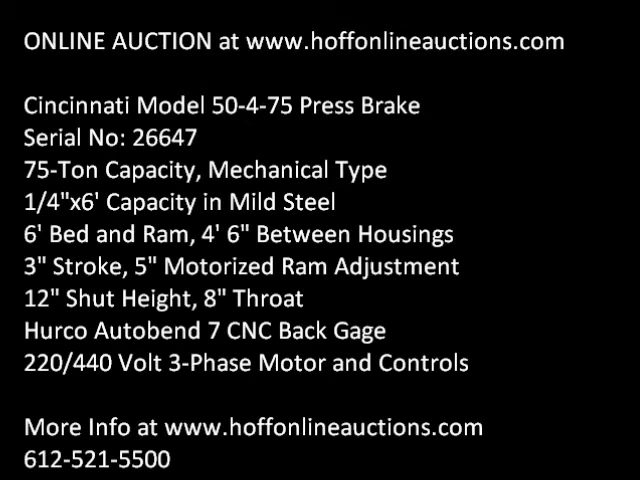 ONLINE AUCTION at www.hoffonlineauctions.com
Cincinnati Model 50-4-75 Press Brake
Serial No: 26647
75-Ton Capacity, Mechanical Type
1/4"x6' Capacity in Mild Steel
6' Bed and Ram, 4' 6" Between Housings
3" Stroke, 5" Motorized Ram Adjustment
12" Shut Height, 8" Throat
Hurco Autobend 7 CNC Back Gage
220/440 Volt 3-Phase Motor and Controls
More Info at www.hoffonlineauctions.com
612-521-5500